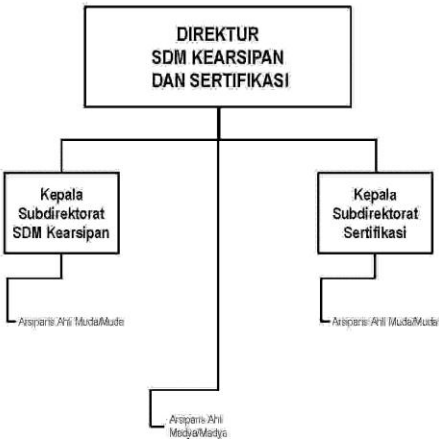 DIREKTUR
SDM KEARSIPAN
DAN SERTIFIKASI
Kepala
Subdirektorat
SDM Kearsipan
Kepala
Subdirektorat
Sertifikasi
Arsiparis Ahli Muda/Muda
Arsiparis Ahli Muda/Muda
Arsiparis Ahli
Madya/Madya